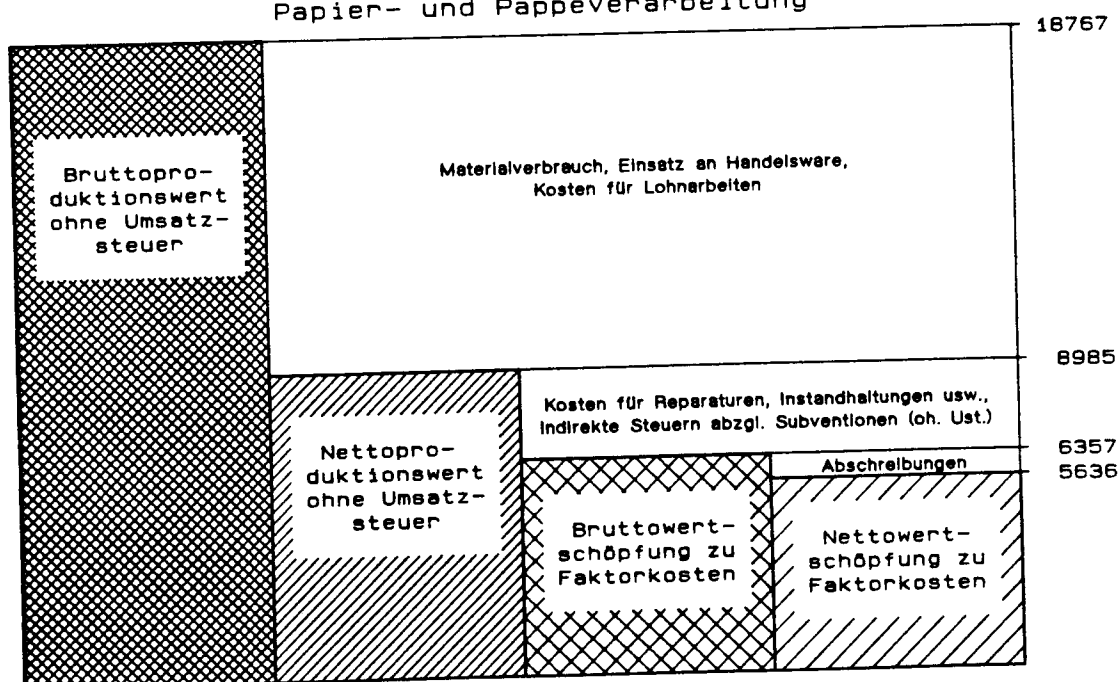 Papier- und Pappeverarbeitung
18767
Bruttopro-
duktionswert
ohne Umsatz-
steuer
Materialverbrauch, Einsatz an Handelsware,
Kosten für Lohnarbeiten
8985
Kosten für Reparaturen, Instandhaltungen usw.,
Indirekte Steuern abzgl. Subventionen (oh. Ust.)
6357
Abschreibungen
5636
Nettopro-
duktionswert
ohne Umsatz-
steuer
Bruttowert-
schöpfung zu
Faktorkosten
Nettowert-
schöpfung zu
Faktorkosten